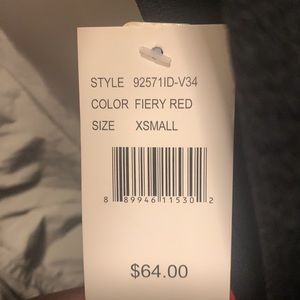 STYLE 92571ID-V34
COLOR FIERY RED
SIZE XSMALL
8 89946 11530 2
$64.00